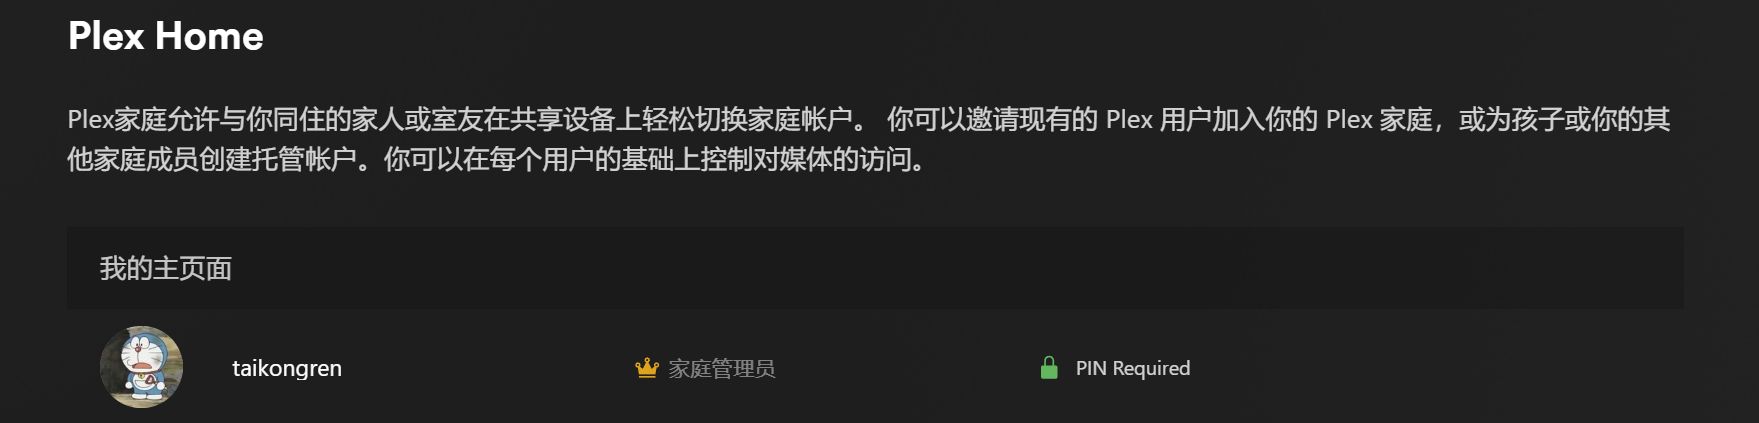 Plex Home
Plex家庭允许与你同住的家人或室友在共享设备上轻松切换家庭帐户。 你可以邀请现有的 Plex 用户加入你的 Plex 家庭，或为孩子或你的其
他家庭成员创建托管帐户。你可以在每个用户的基础上控制对媒体的访问。
我的主页面
taikongren 家庭管理员 PIN Required